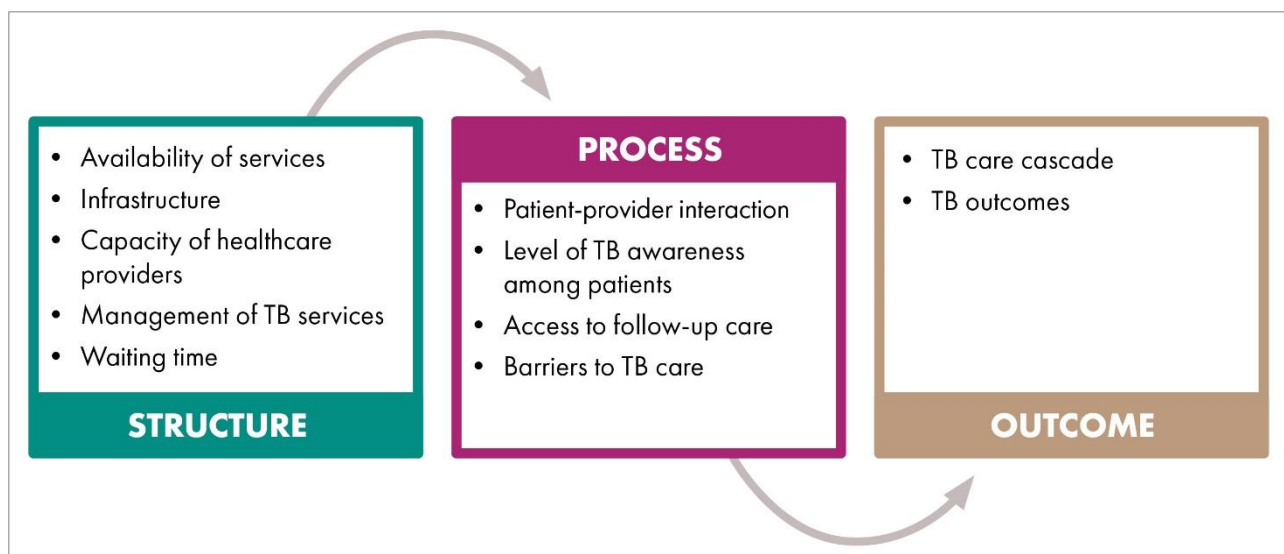 • Availability of services
• Infrastructure
• Capacity of healthcare
providers
• Management of TB services
• Waiting time
STRUCTURE
PROCESS
• Patient-provider interaction
• Level of TB awareness
among patients
• Access to follow-up care
• Barriers to TB care
• TB care cascade
• TB outcomes
OUTCOME